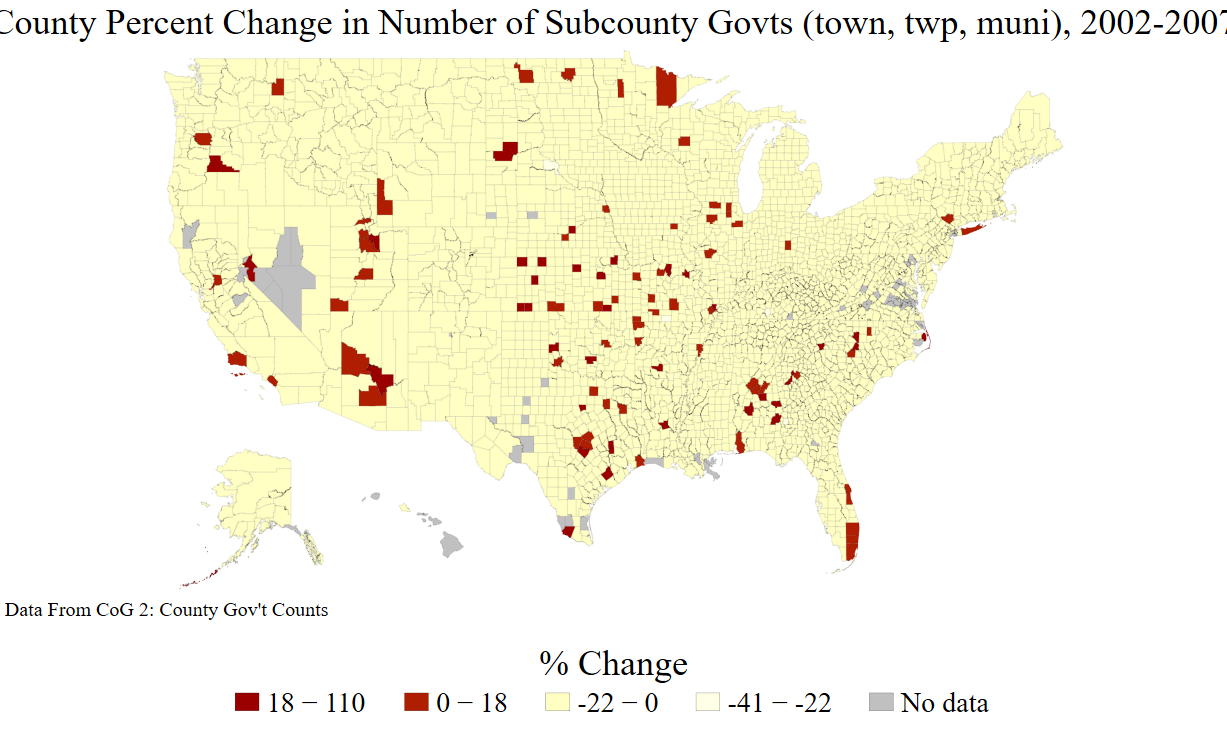 County Percent Change in Number of Subcounty Govts (town, twp, muni), 2002-2007
Data From CoG 2: County Gov't Counts
% Change
18 − 110
0 − 18
-22 − 0
-41 − -22
No data